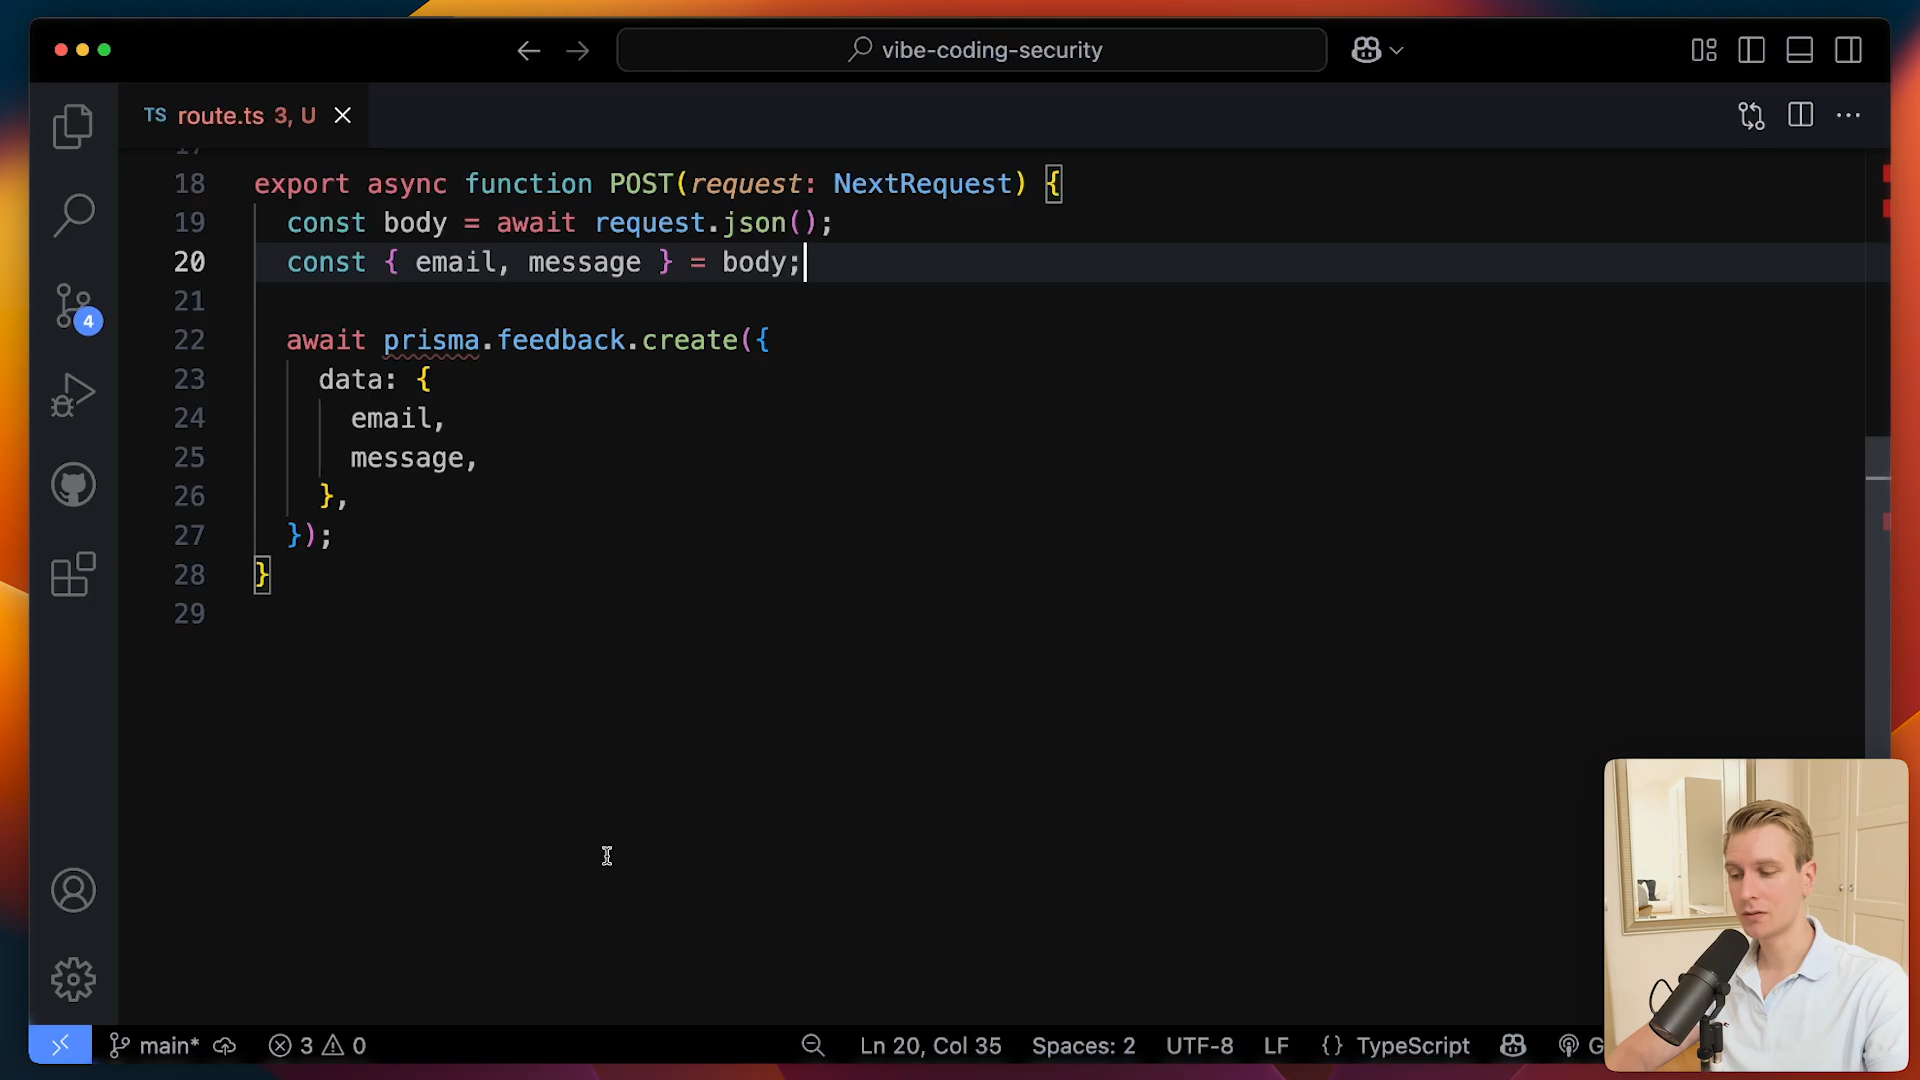 vibe-coding-security
TS route.ts 3, U
18 export async function POST(request: NextRequest) {
19 const body = await request.json();
20 const { email, message } = body;
21
22 await prisma.feedback.create({
23 data: {
24 email,
25 message,
26 },
27 });
28 }
29
4
main* 3 0 Ln 20, Col 35 Spaces: 2 UTF-8 LF {} TypeScript